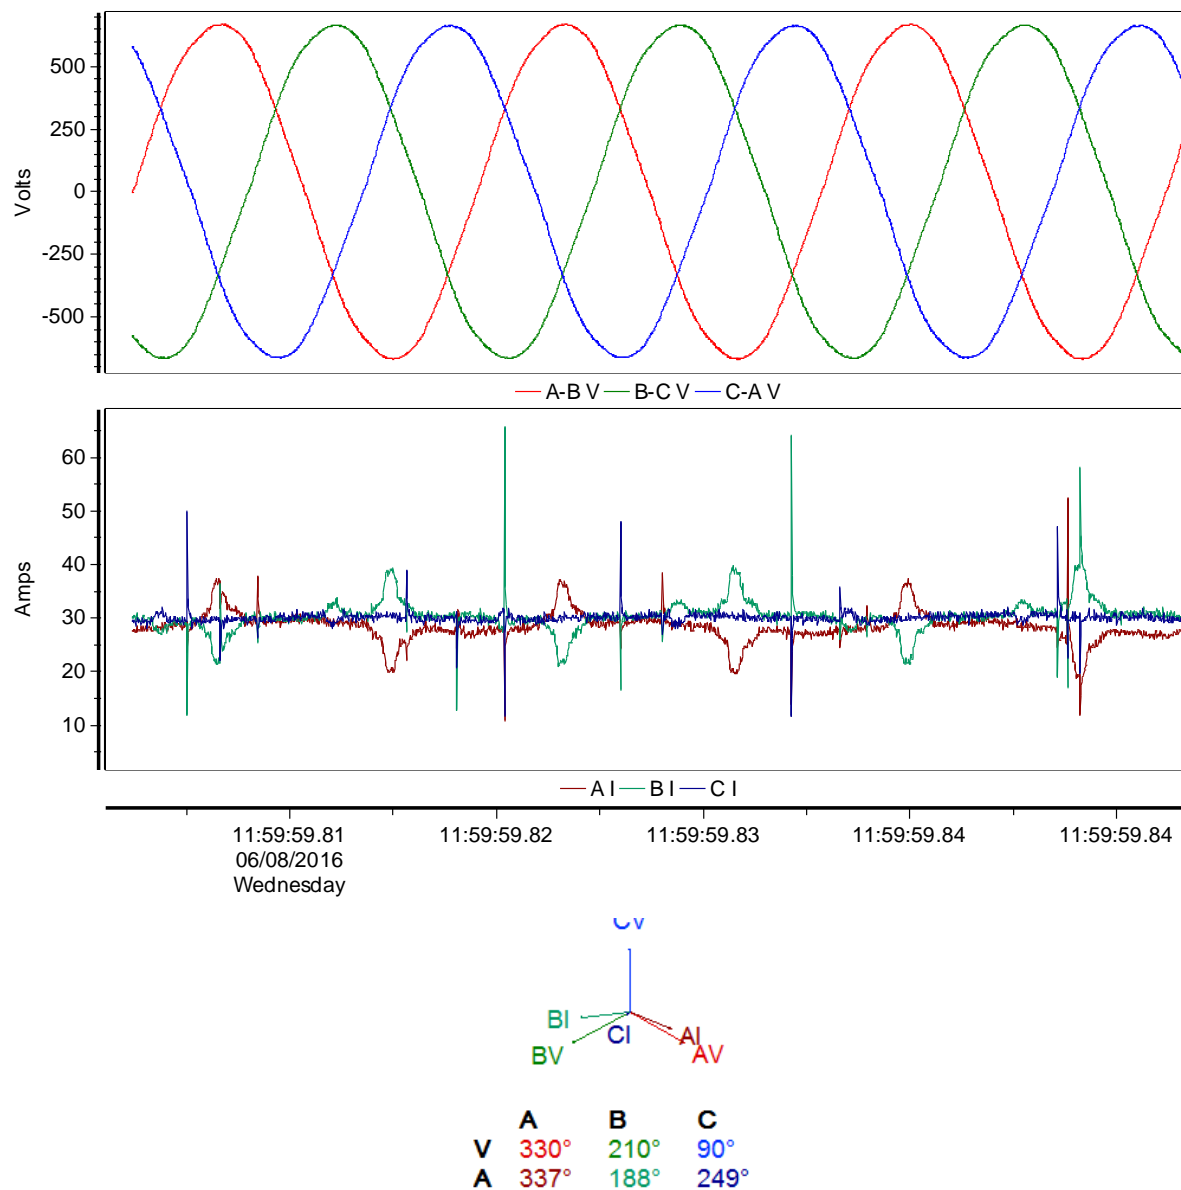 500
250
0
-250
-500
Volts
A-B V B-C V C-A V
60
50
40
30
20
10
Amps
A I B I C I
11:59:59.81 11:59:59.82 11:59:59.83 11:59:59.84 11:59:59.84
06/08/2016
Wednesday
CV
BI CI AI
BV AV
A B C
V 330° 210° 90°
A 337° 188° 249°